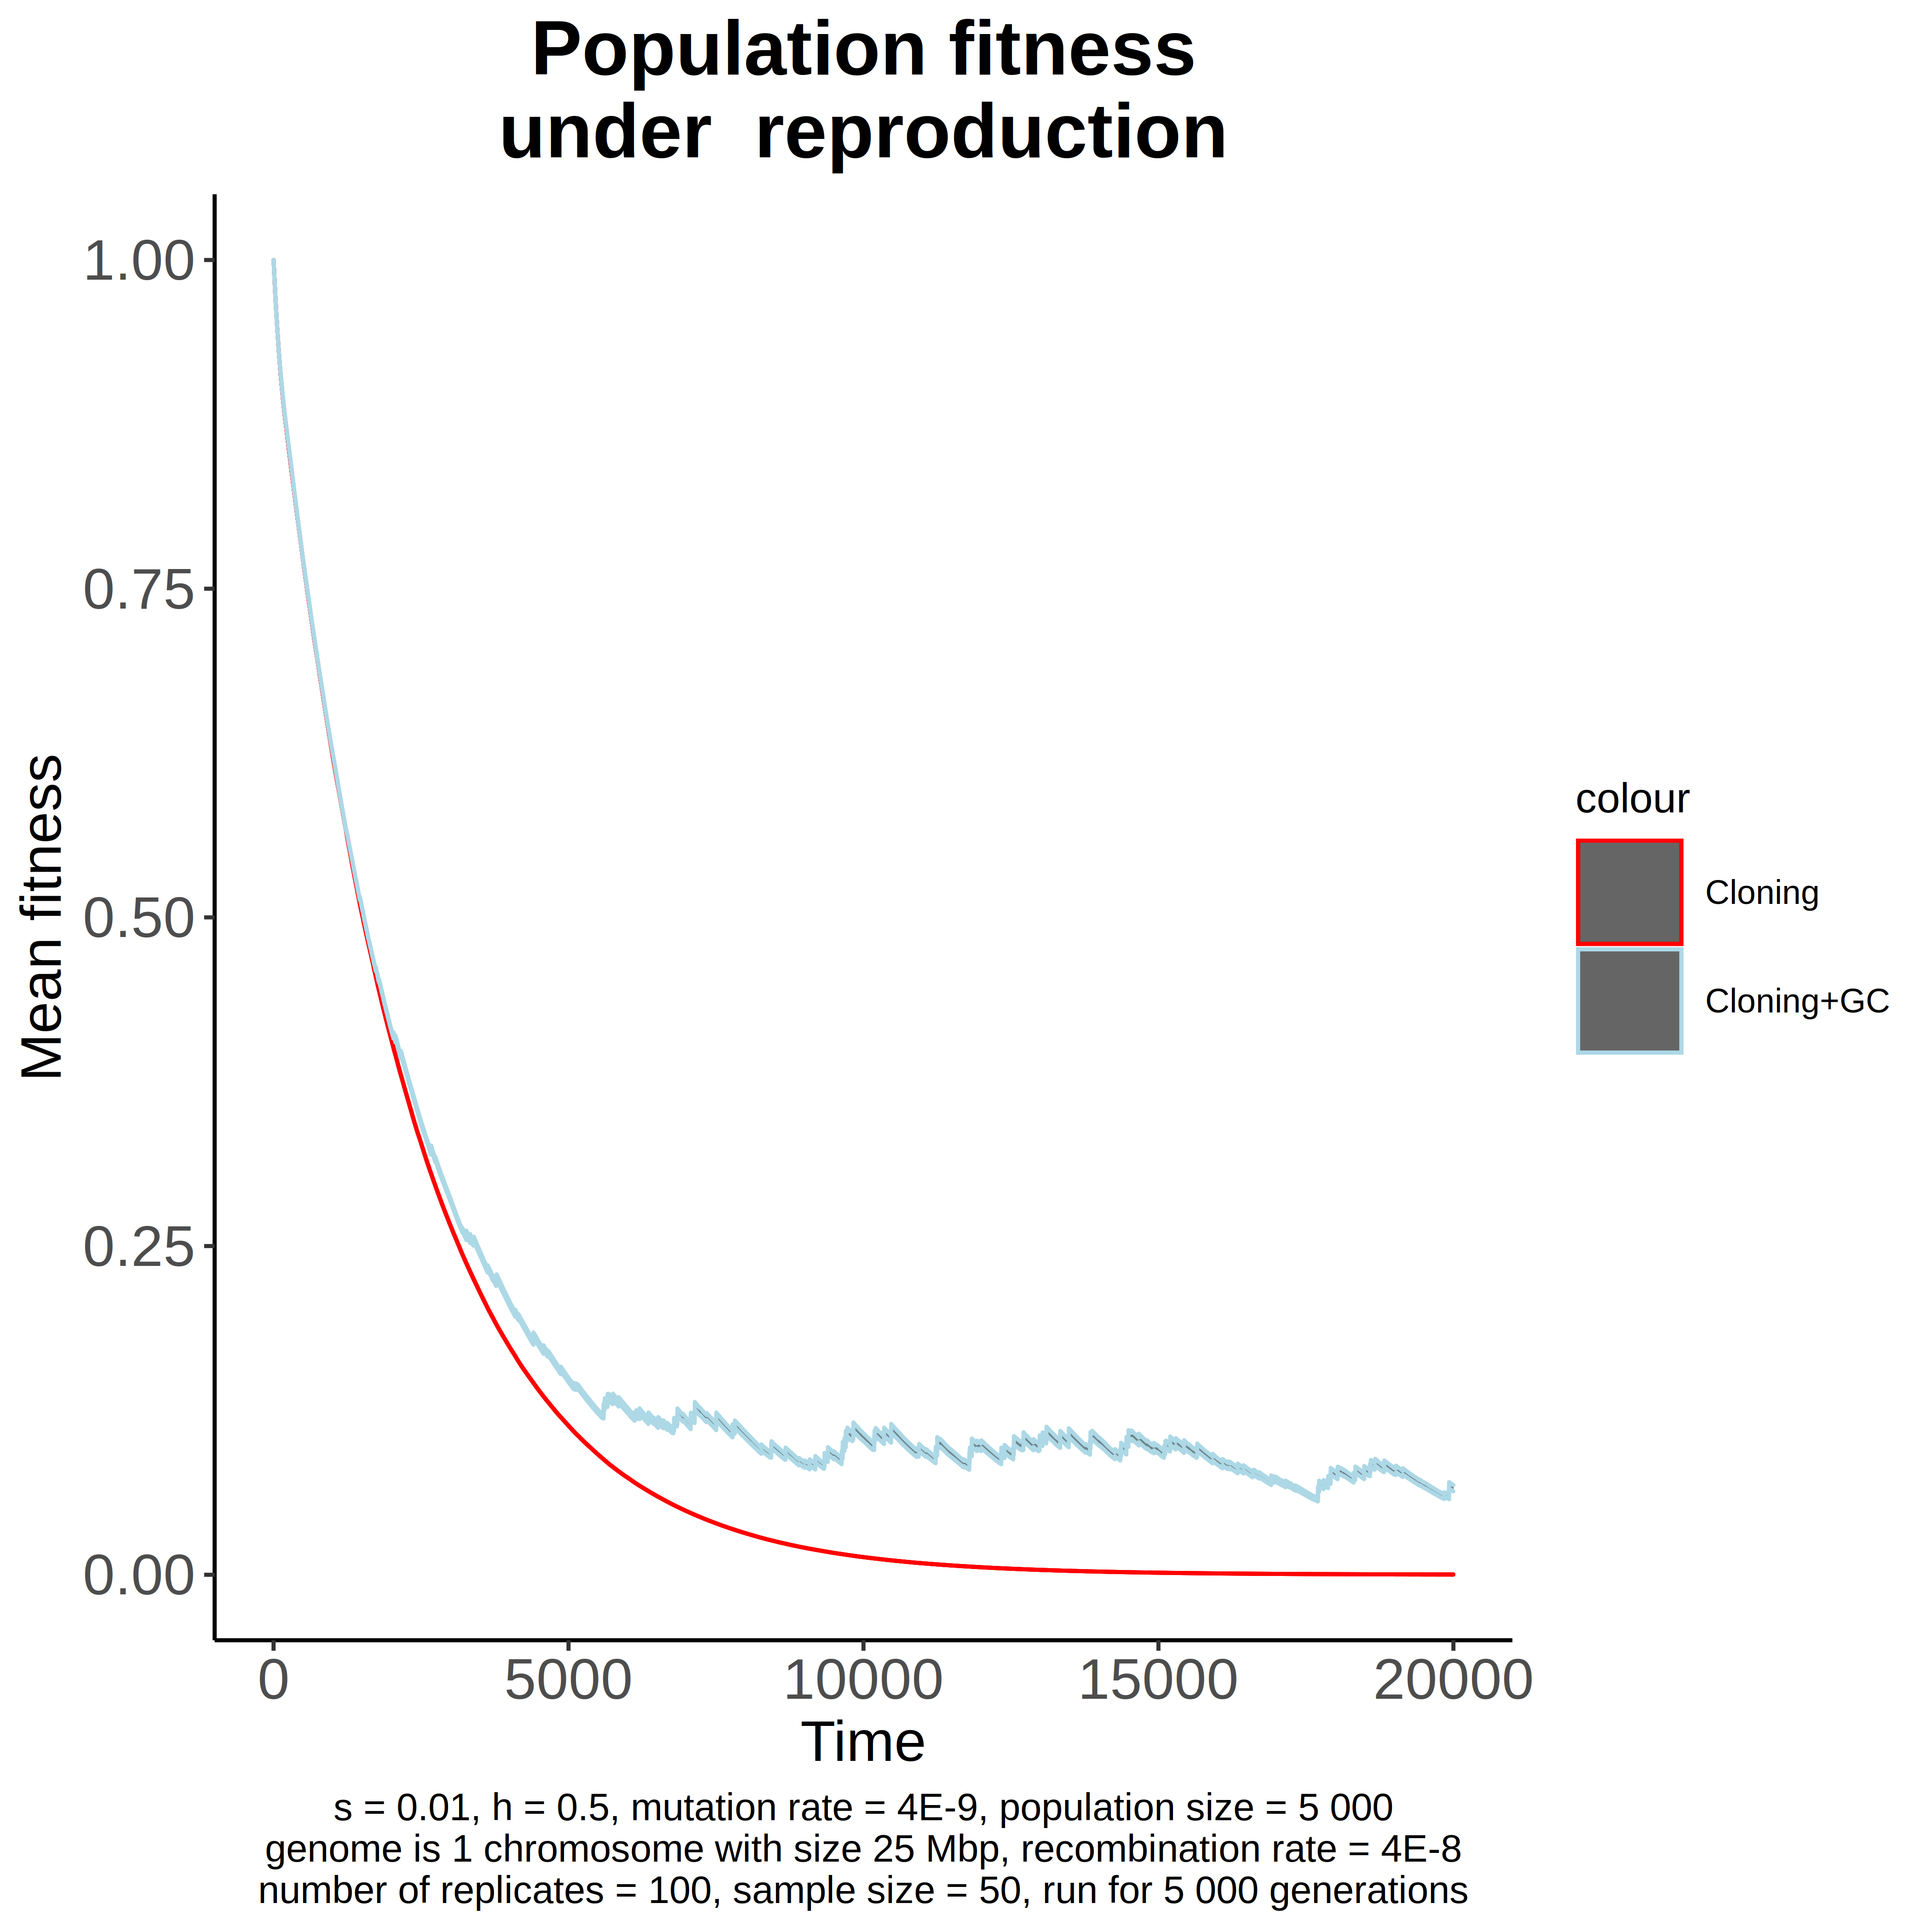 Population fitness
under  reproduction
Mean fitness
1.00
0.75
0.50
0.25
0.00
0
5000
10000
15000
20000
Time
colour
Cloning
Cloning+GC
s = 0.01, h = 0.5, mutation rate = 4E-9, population size = 5 000
genome is 1 chromosome with size 25 Mbp, recombination rate = 4E-8
number of replicates = 100, sample size = 50, run for 5 000 generations